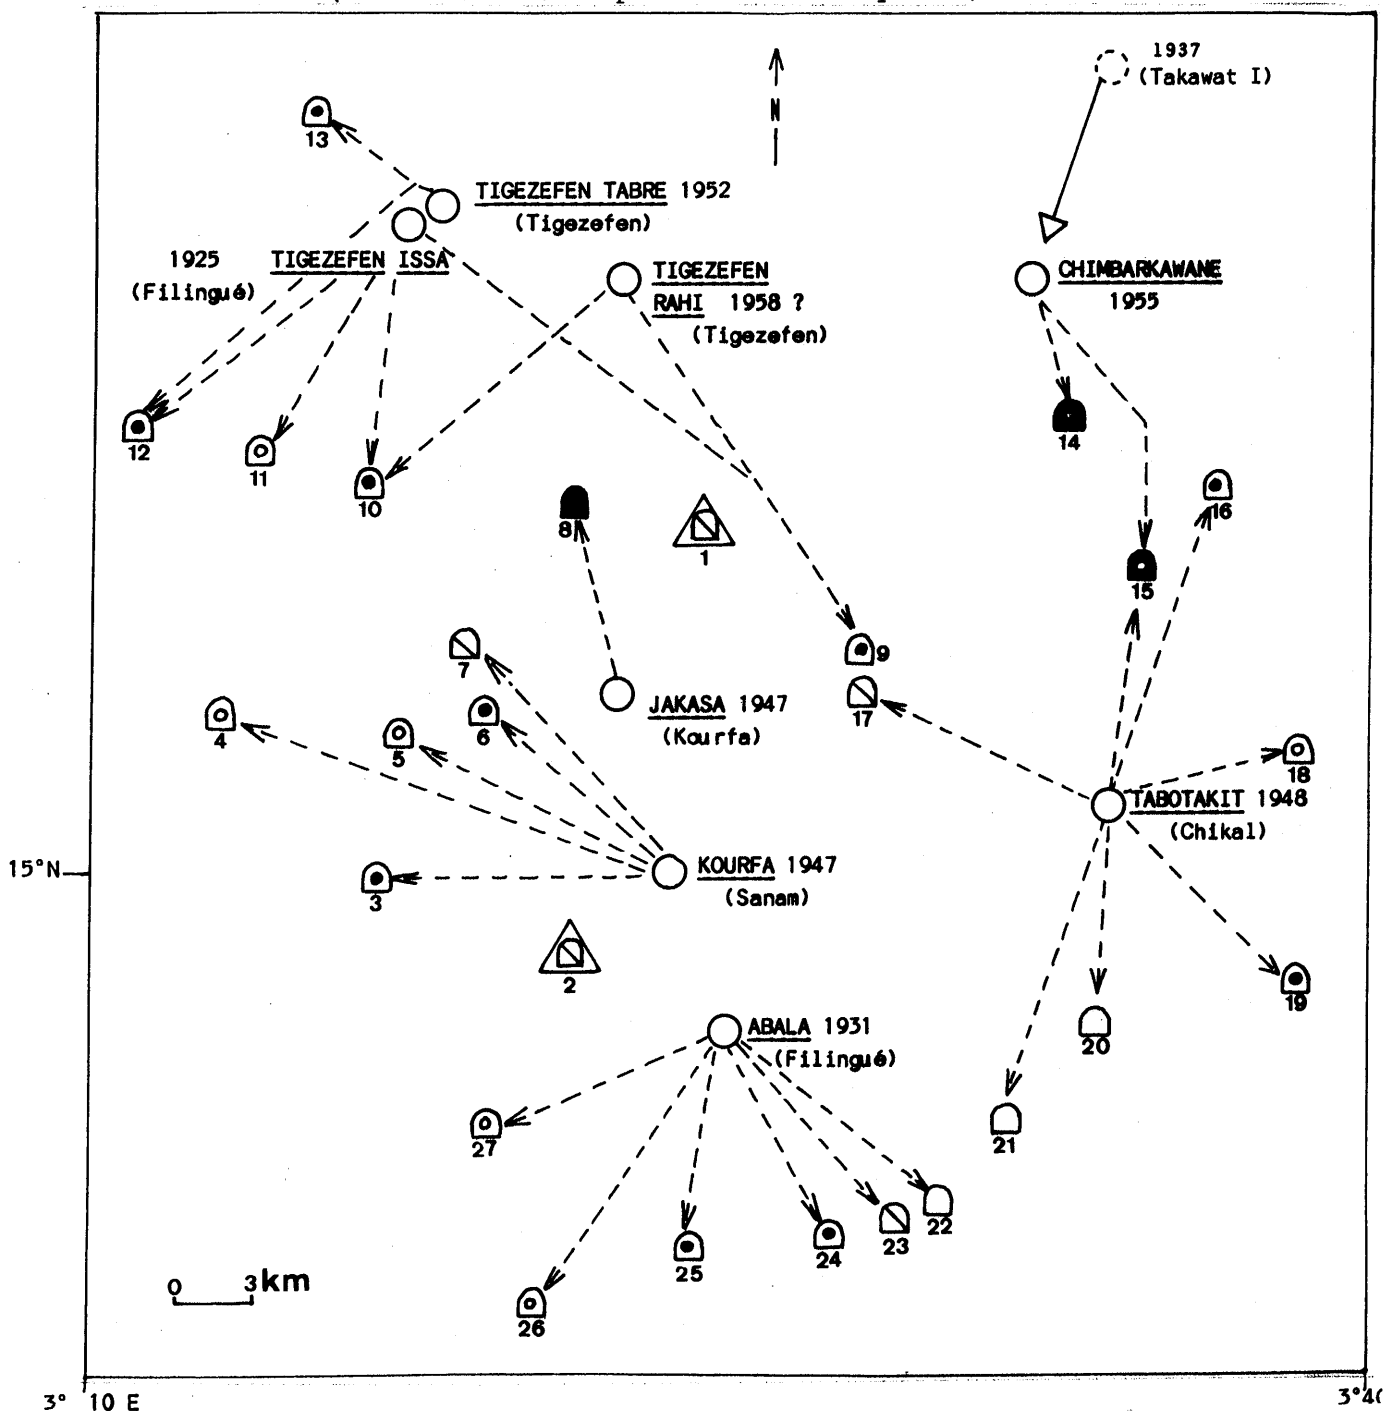 1937
(Takawat I)
N
13
TIGEZEFEN TABRE 1952
(Tigezefen)
1925
(Filingué)
TIGEZEFEN ISSA
TIGEZEFEN
RAHI 1958 ?
(Tigezefen)
CHIMBARKAWANE
1955
12
11
10
14
16
8
1
15
7
9
17
4
5
6
JAKASA 1947
(Kourfa)
18
TABOTAKIT 1948
(Chikal)
15°N
3
KOURFA 1947
(Sanam)
2
19
ABALA 1931
(Filingué)
20
21
27
22
23
24
25
26
0 3 km
3° 10 E